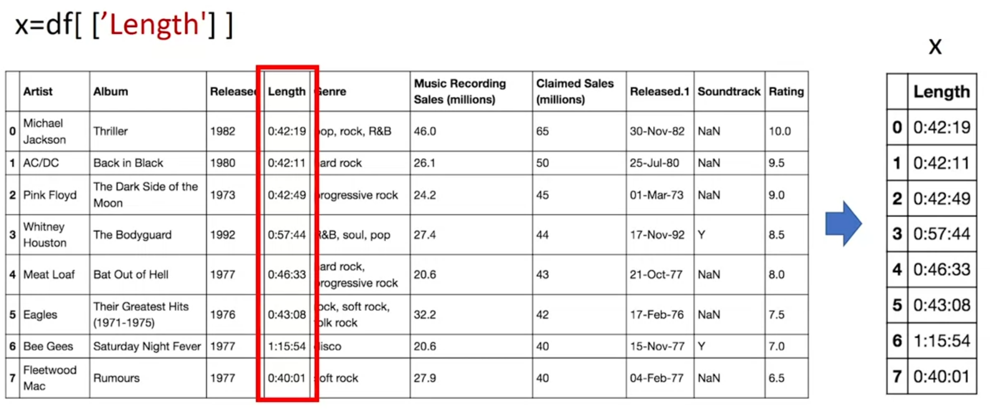 x=df[ [’Length'] ]
x
Artist Album Released Length Genre Music Recording Sales (millions) Claimed Sales (millions) Released.1 Soundtrack Rating
0 Michael Jackson Thriller 1982 0:42:19 pop, rock, R&B 46.0 65 30-Nov-82 NaN 10.0
1 AC/DC Back in Black 1980 0:42:11 hard rock 26.1 50 25-Jul-80 NaN 9.5
2 Pink Floyd The Dark Side of the Moon 1973 0:42:49 progressive rock 24.2 45 01-Mar-73 NaN 9.0
3 Whitney Houston The Bodyguard 1992 0:57:44 R&B, soul, pop 27.4 44 17-Nov-92 Y 8.5
4 Meat Loaf Bat Out of Hell 1977 0:46:33 hard rock, progressive rock 20.6 43 21-Oct-77 NaN 8.0
5 Eagles Their Greatest Hits (1971-1975) 1976 0:43:08 rock, soft rock, folk rock 32.2 42 17-Feb-76 NaN 7.5
6 Bee Gees Saturday Night Fever 1977 1:15:54 disco 20.6 40 15-Nov-77 Y 7.0
7 Fleetwood Mac Rumours 1977 0:40:01 soft rock 27.9 40 04-Feb-77 NaN 6.5
Length
0 0:42:19
1 0:42:11
2 0:42:49
3 0:57:44
4 0:46:33
5 0:43:08
6 1:15:54
7 0:40:01